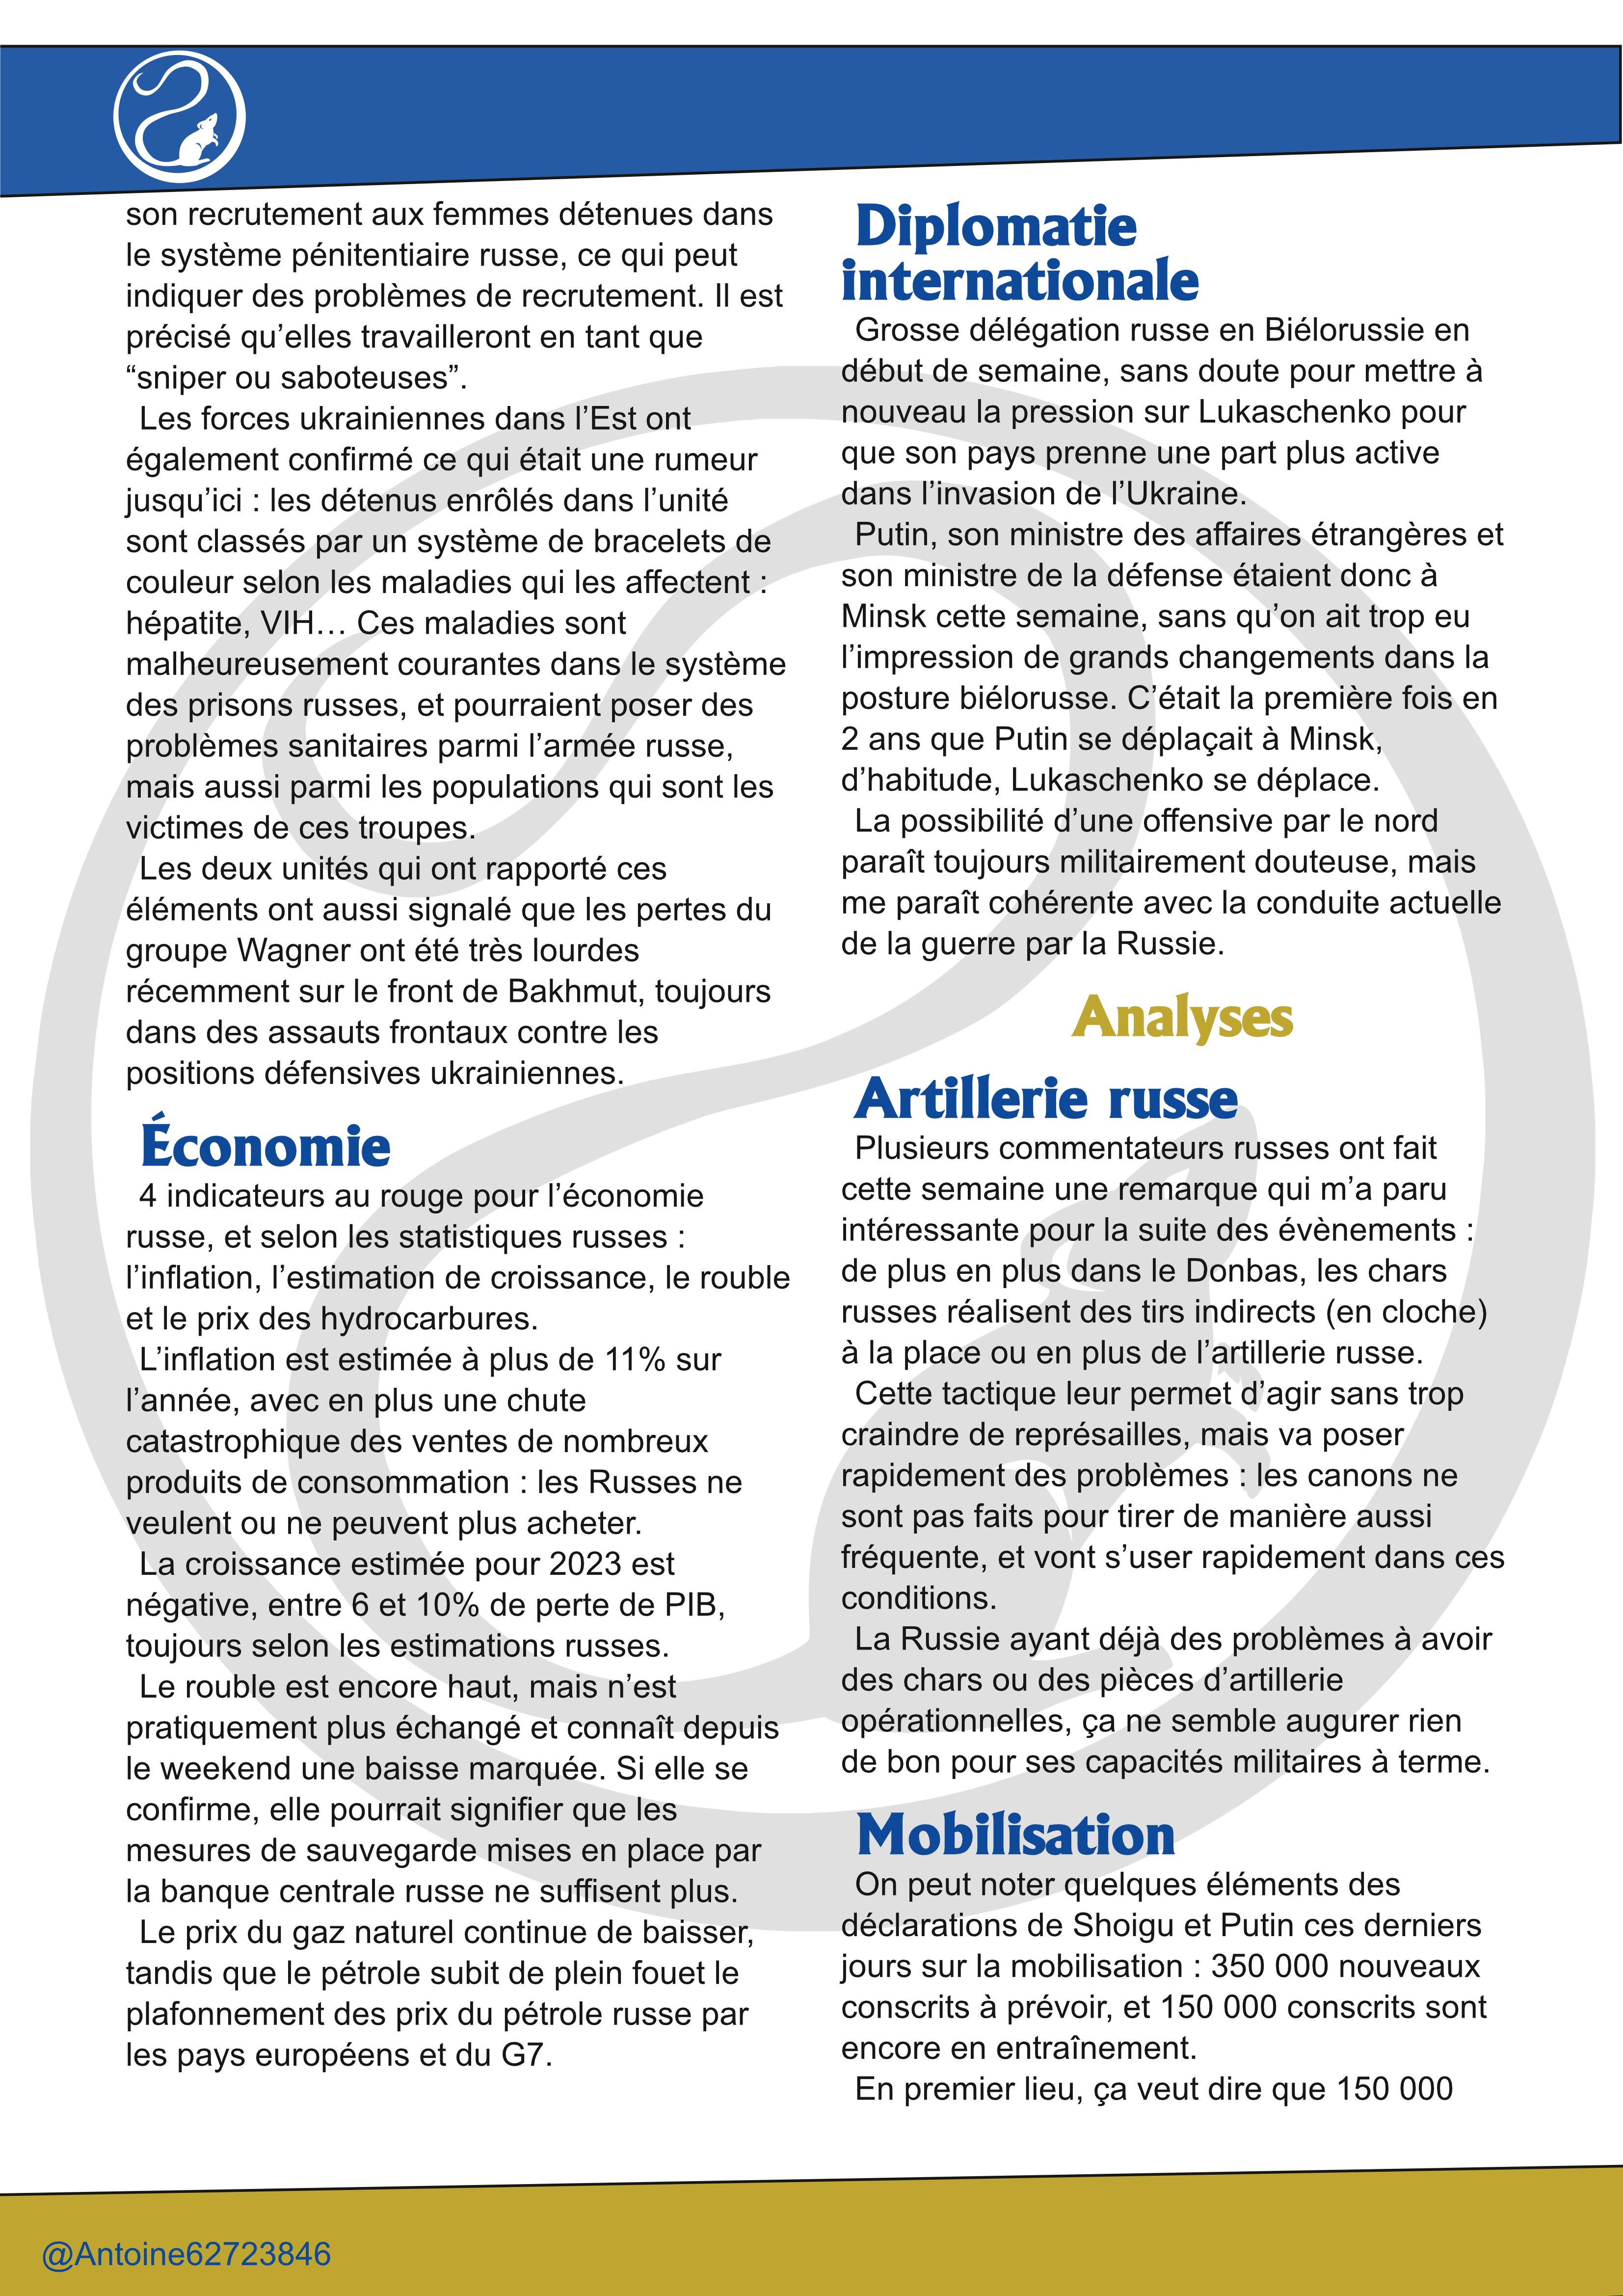 son recrutement aux femmes détenues dans
le système pénitentiaire russe, ce qui peut
indiquer des problèmes de recrutement. Il est
précisé qu’elles travailleront en tant que
“sniper ou saboteuses”.
Les forces ukrainiennes dans l’Est ont
également confirmé ce qui était une rumeur
jusqu’ici : les détenus enrôlés dans l’unité
sont classés par un système de bracelets de
couleur selon les maladies qui les affectent :
hépatite, VIH… Ces maladies sont
malheureusement courantes dans le système
des prisons russes, et pourraient poser des
problèmes sanitaires parmi l’armée russe,
mais aussi parmi les populations qui sont les
victimes de ces troupes.
Les deux unités qui ont rapporté ces
éléments ont aussi signalé que les pertes du
groupe Wagner ont été très lourdes
récemment sur le front de Bakhmut, toujours
dans des assauts frontaux contre les
positions défensives ukrainiennes.
Économie
4 indicateurs au rouge pour l’économie
russe, et selon les statistiques russes :
l’inflation, l’estimation de croissance, le rouble
et le prix des hydrocarbures.
L’inflation est estimée à plus de 11% sur
l’année, avec en plus une chute
catastrophique des ventes de nombreux
produits de consommation : les Russes ne
veulent ou ne peuvent plus acheter.
La croissance estimée pour 2023 est
négative, entre 6 et 10% de perte de PIB,
toujours selon les estimations russes.
Le rouble est encore haut, mais n’est
pratiquement plus échangé et connaît depuis
le weekend une baisse marquée. Si elle se
confirme, elle pourrait signifier que les
mesures de sauvegarde mises en place par
la banque centrale russe ne suffisent plus.
Le prix du gaz naturel continue de baisser,
tandis que le pétrole subit de plein fouet le
plafonnement des prix du pétrole russe par
les pays européens et du G7.
Diplomatie
internationale
Grosse délégation russe en Biélorussie en
début de semaine, sans doute pour mettre à
nouveau la pression sur Lukaschenko pour
que son pays prenne une part plus active
dans l’invasion de l’Ukraine.
Putin, son ministre des affaires étrangères et
son ministre de la défense étaient donc à
Minsk cette semaine, sans qu’on ait trop eu
l’impression de grands changements dans la
posture biélorusse. C’était la première fois en
2 ans que Putin se déplaçait à Minsk,
d’habitude, Lukaschenko se déplace.
La possibilité d’une offensive par le nord
paraît toujours militairement douteuse, mais
me paraît cohérente avec la conduite actuelle
de la guerre par la Russie.
Analyses
Artillerie russe
Plusieurs commentateurs russes ont fait
cette semaine une remarque qui m’a paru
intéressante pour la suite des évènements :
de plus en plus dans le Donbas, les chars
russes réalisent des tirs indirects (en cloche)
à la place ou en plus de l’artillerie russe.
Cette tactique leur permet d’agir sans trop
craindre de représailles, mais va poser
rapidement des problèmes : les canons ne
sont pas faits pour tirer de manière aussi
fréquente, et vont s’user rapidement dans ces
conditions.
La Russie ayant déjà des problèmes à avoir
des chars ou des pièces d’artillerie
opérationnelles, ça ne semble augurer rien
de bon pour ses capacités militaires à terme.
Mobilisation
On peut noter quelques éléments des
déclarations de Shoigu et Putin ces derniers
jours sur la mobilisation : 350 000 nouveaux
conscrits à prévoir, et 150 000 conscrits sont
encore en entraînement.
En premier lieu, ça veut dire que 150 000
@Antoine62723846